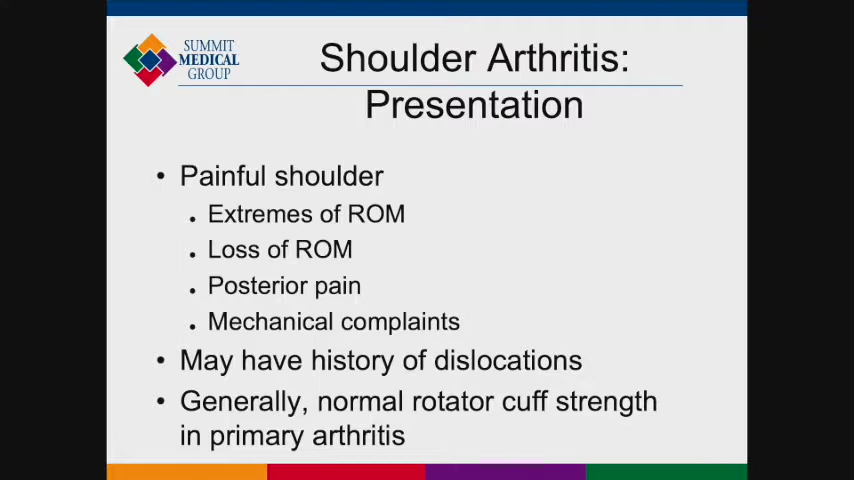 SUMMIT
MEDICAL
GROUP
Shoulder Arthritis:
Presentation
• Painful shoulder
• Extremes of ROM
• Loss of ROM
• Posterior pain
• Mechanical complaints
• May have history of dislocations
• Generally, normal rotator cuff strength
in primary arthritis